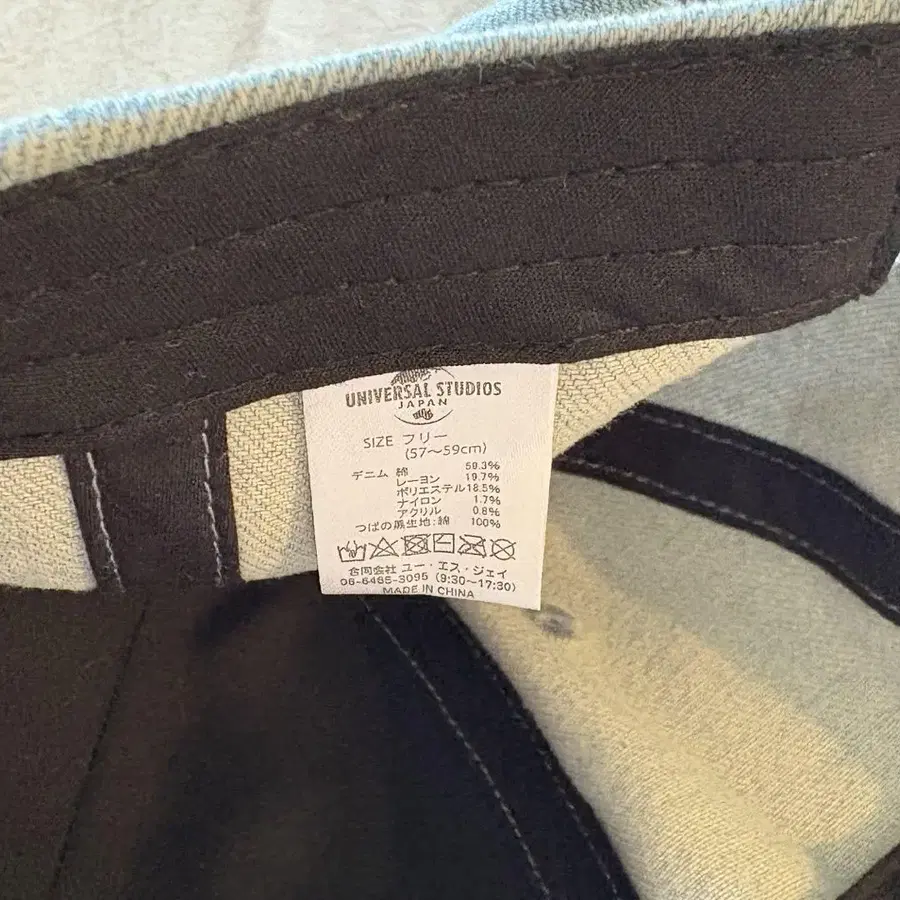 UNIVERSAL STUDIOS
JAPAN
SIZE フリー
(57～59cm)
デニム 綿 59.3%
レーヨン 19.7%
ポリエステル 18.5%
ナイロン 1.7%
アクリル 0.8%
つばの麻生地:綿 100%
合同会社 ユー・エス・ジェイ
06-6465-3095 (9:30～17:30)
MADE IN CHINA